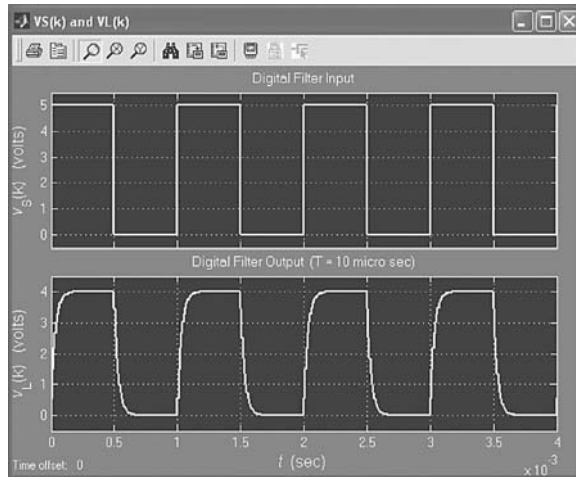 VS(k) and VL(k)
Digital Filter Input
5
4
3
2
1
0
v_S(k) (volts)
Digital Filter Output (T = 10 micro sec)
4
3
2
1
0
v_L(k) (volts)
0 0.5 1 1.5 2 2.5 3 3.5 4
t (sec)
x 10^-3
Time offset: 0